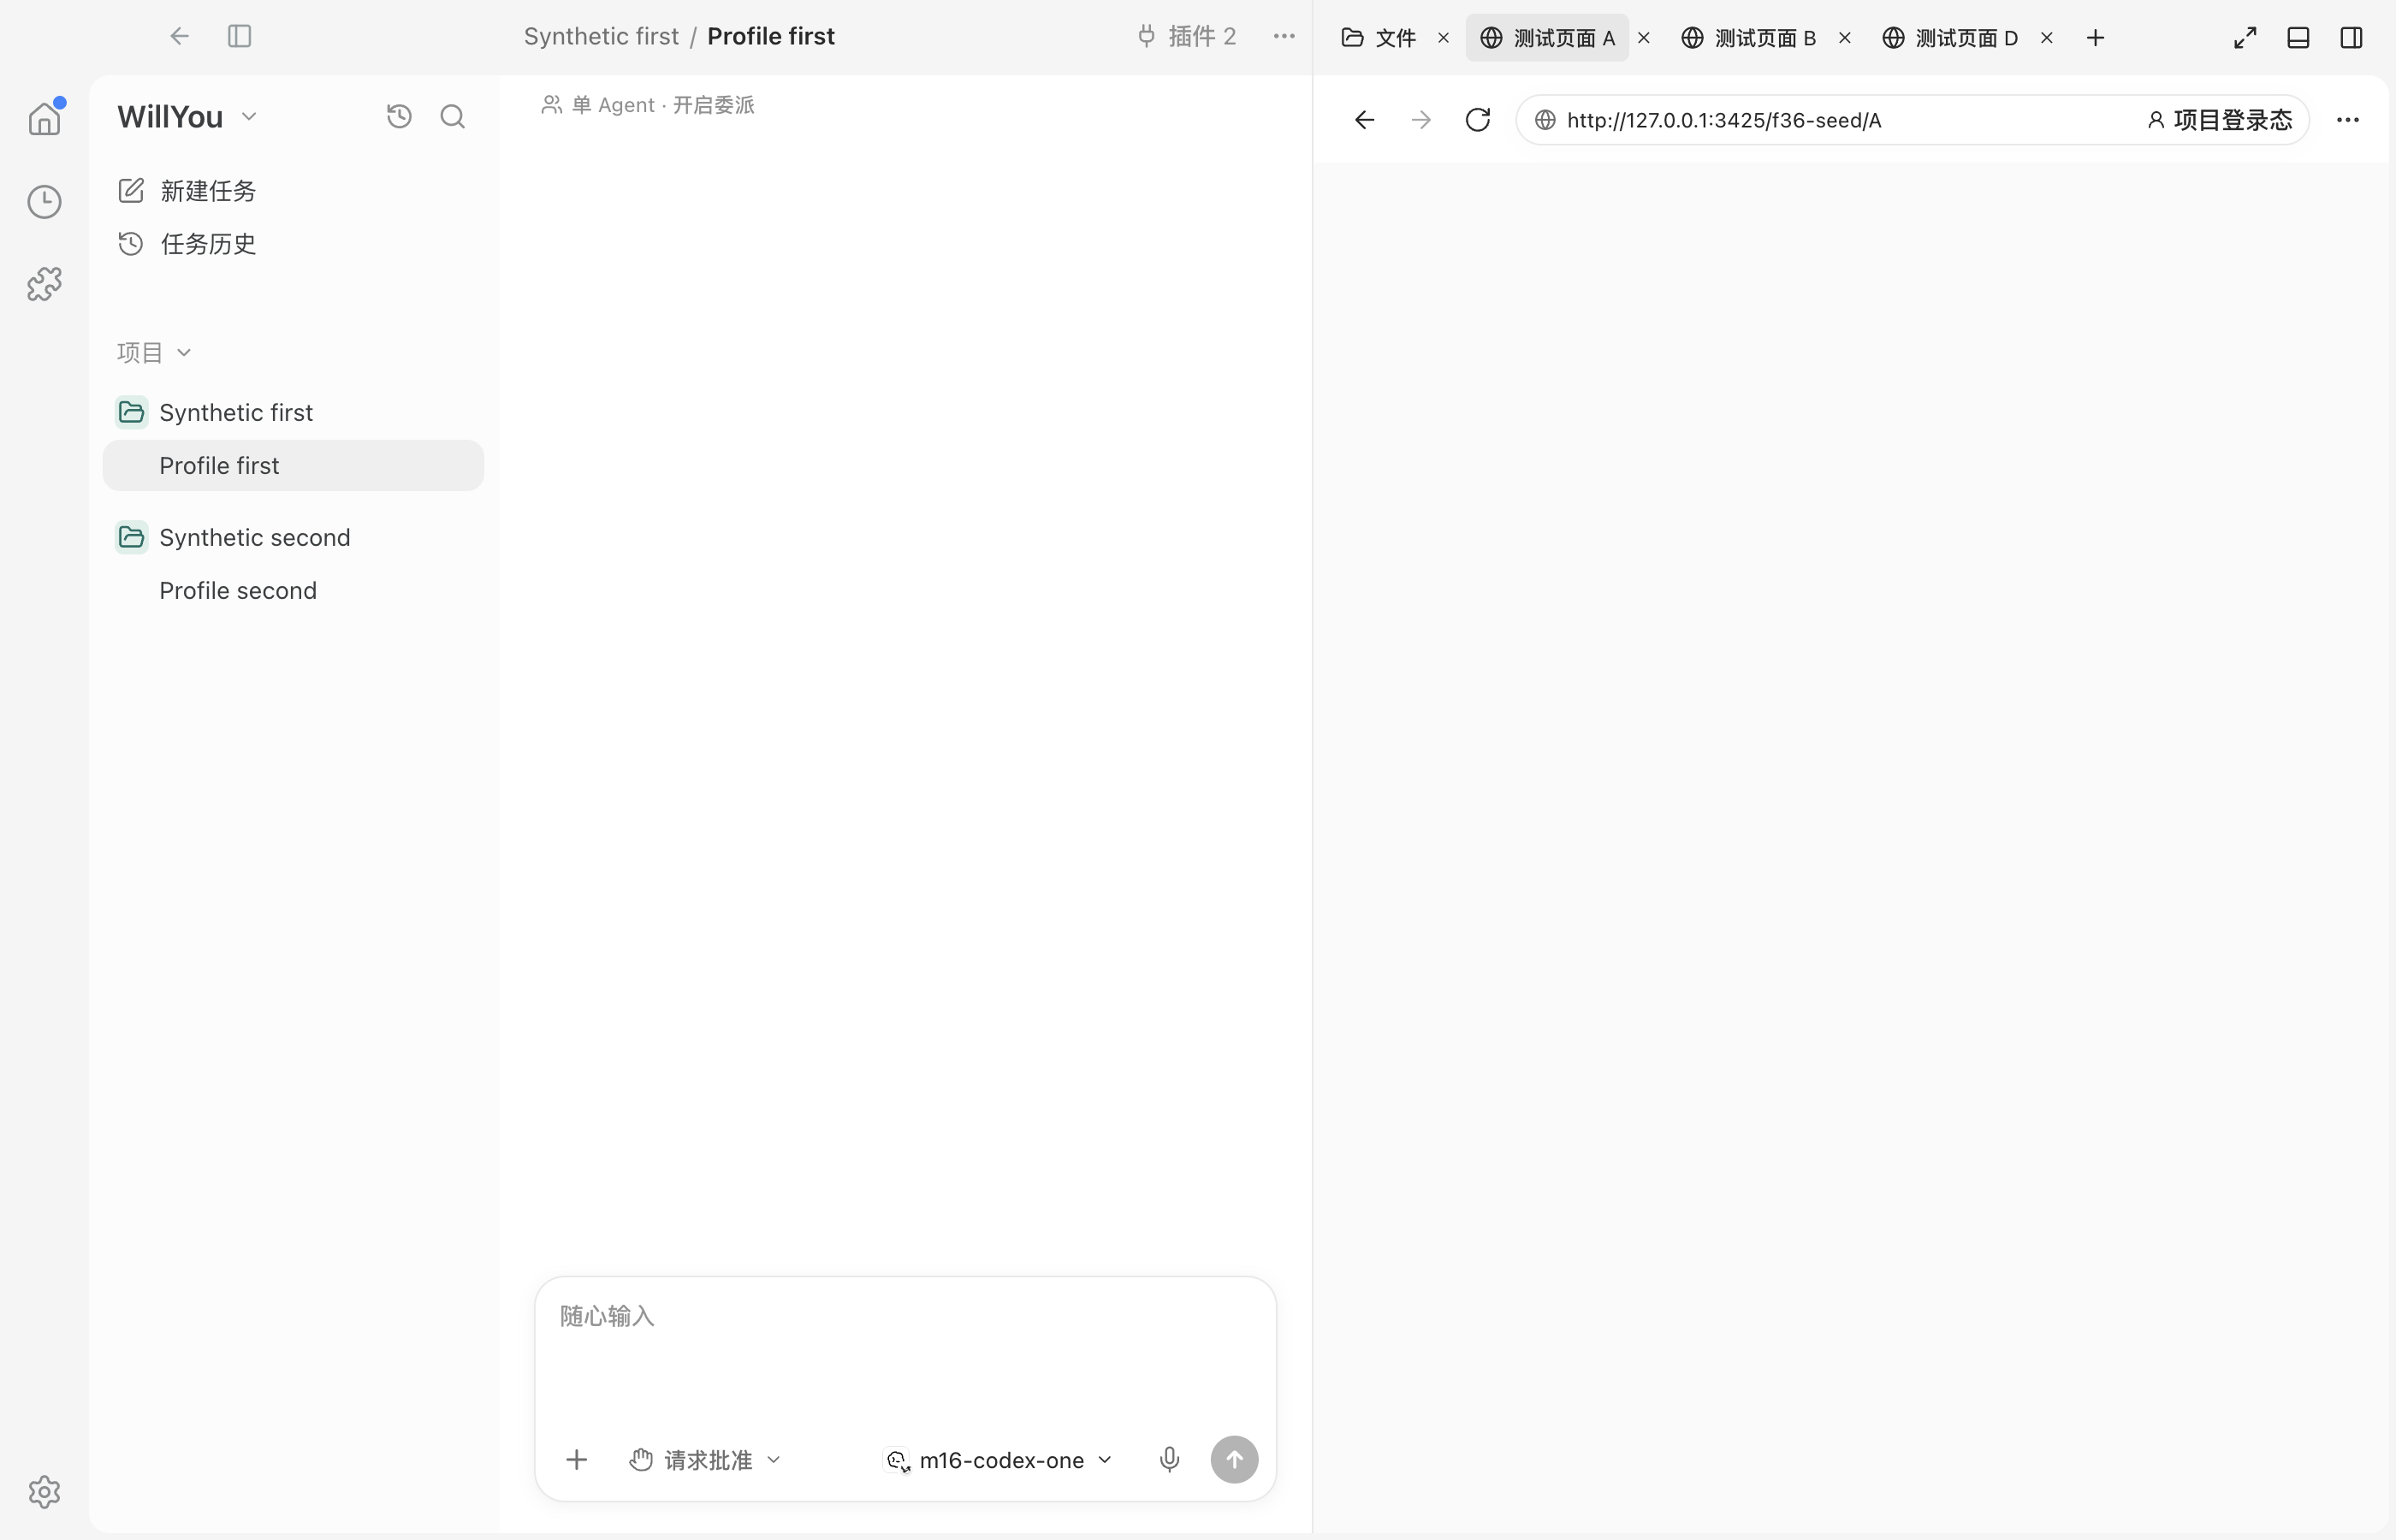 Synthetic first / Profile first
插件 2
文件
测试页面 A
测试页面 B
测试页面 D
WillYou
单 Agent · 开启委派
http://127.0.0.1:3425/f36-seed/A
项目登录态
新建任务
任务历史
项目
Synthetic first
Profile first
Synthetic second
Profile second
随心输入
请求批准
m16-codex-one